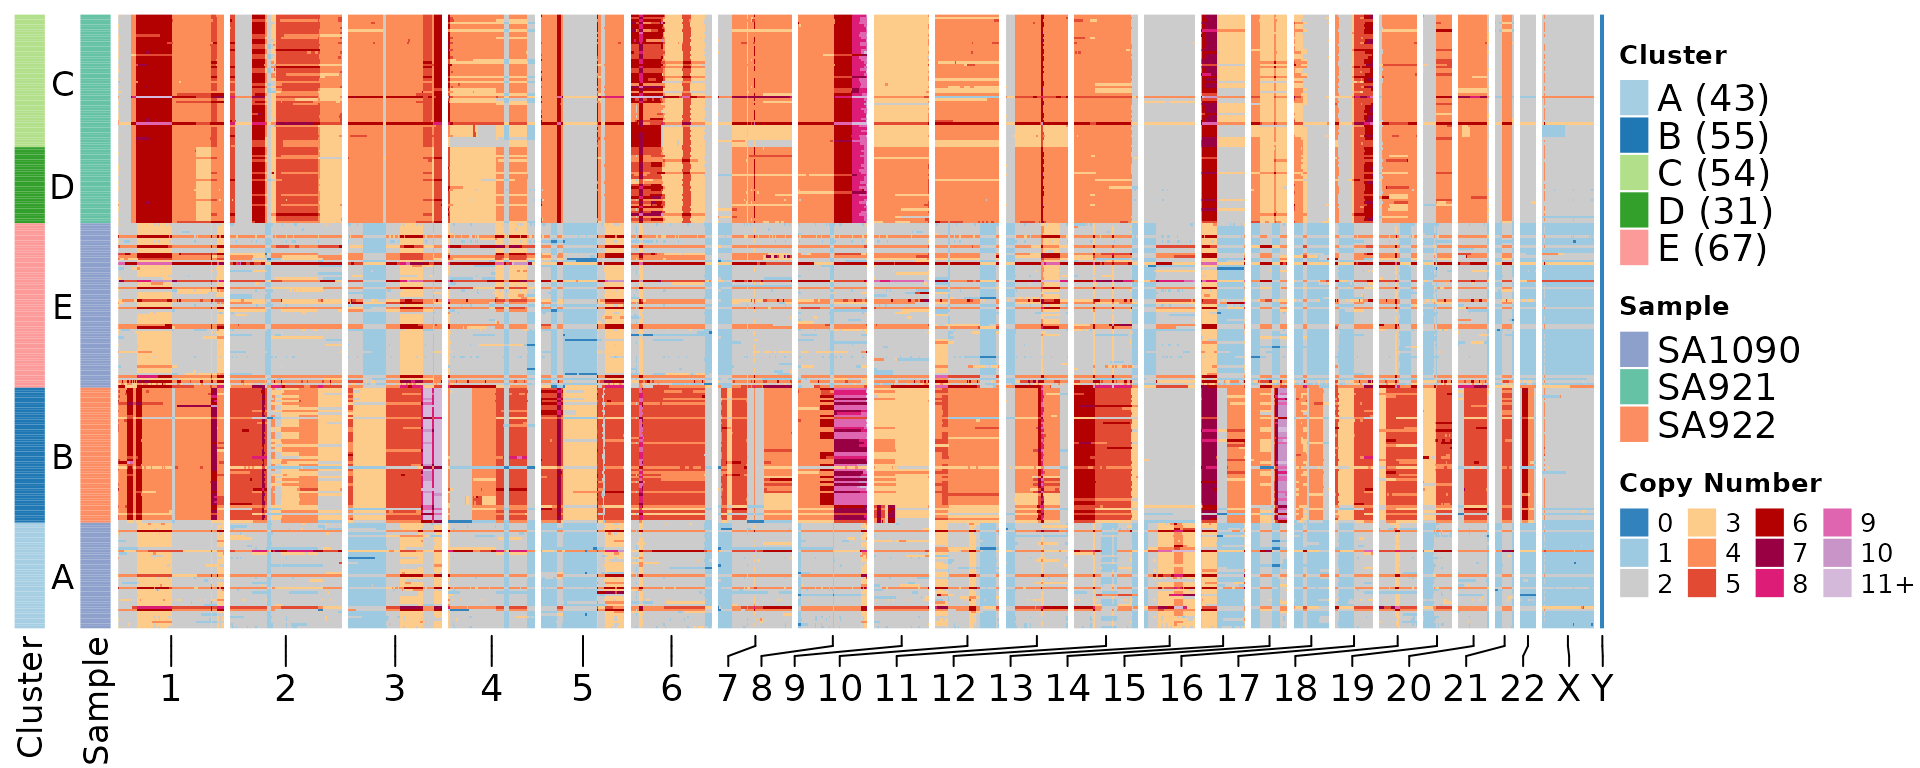 C
D
E
B
A
Cluster
Sample
1 2 3 4 5 6 7 8 9 10 11 12 13 14 15 16 17 18 19 20 21 22 X Y
Cluster
A (43)
B (55)
C (54)
D (31)
E (67)
Sample
SA1090
SA921
SA922
Copy Number
0 3 6 9
1 4 7 10
2 5 8 11+